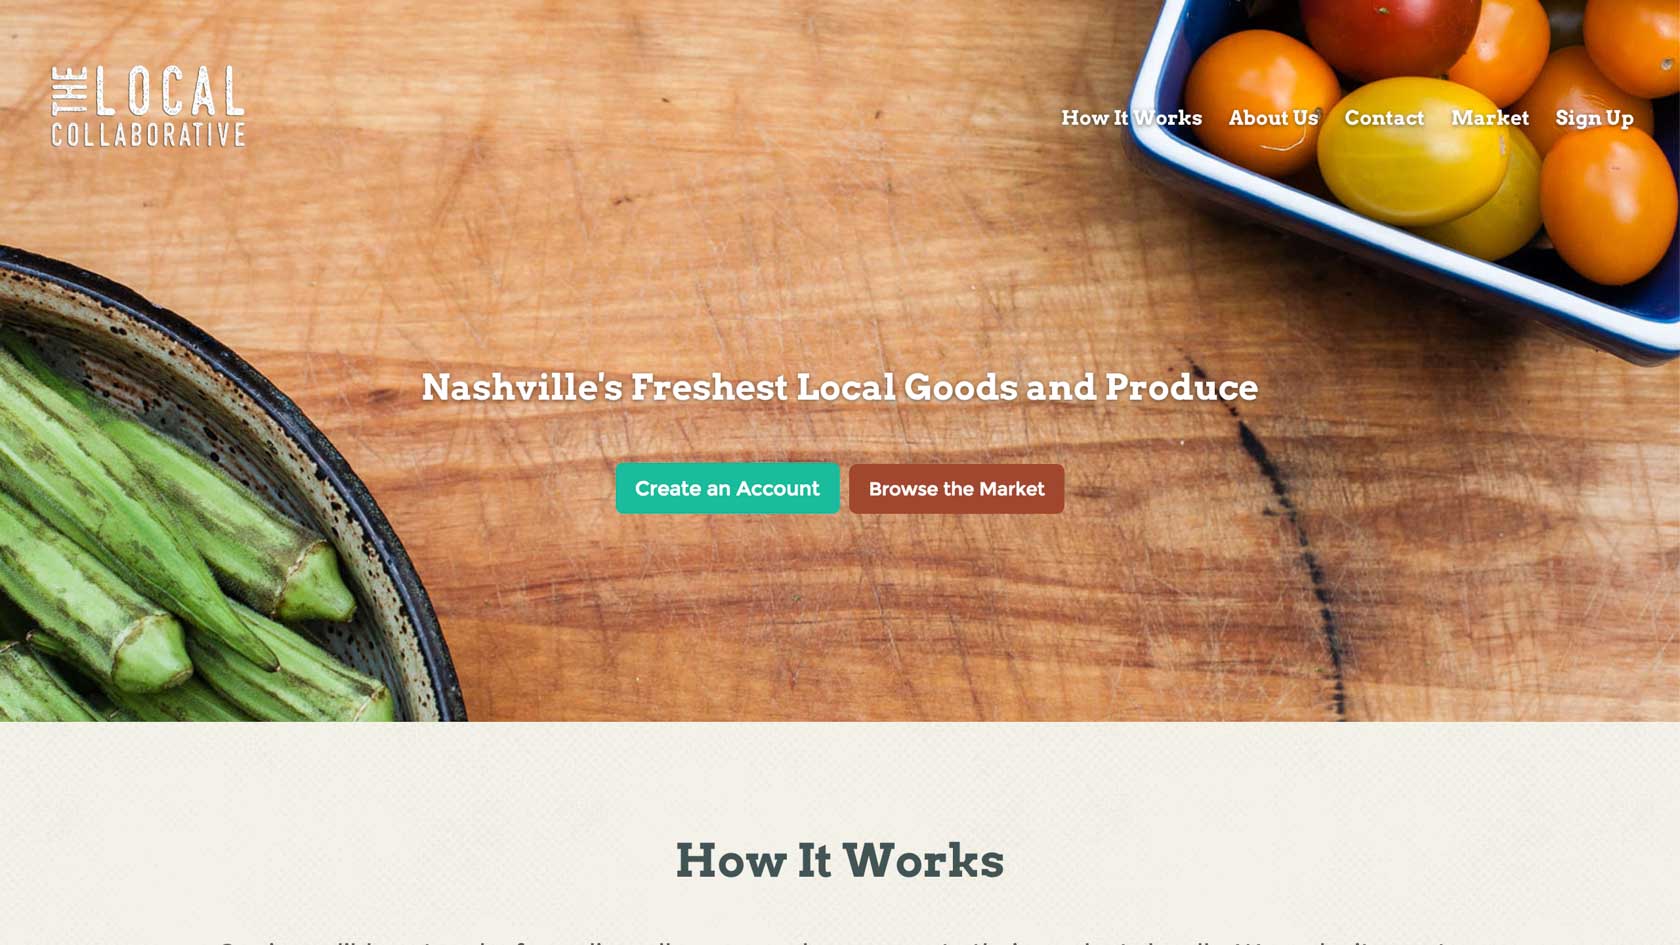 THE LOCAL
COLLABORATIVE
How It Works About Us Contact Market Sign Up
Nashville's Freshest Local Goods and Produce
Create an Account Browse the Market
How It Works